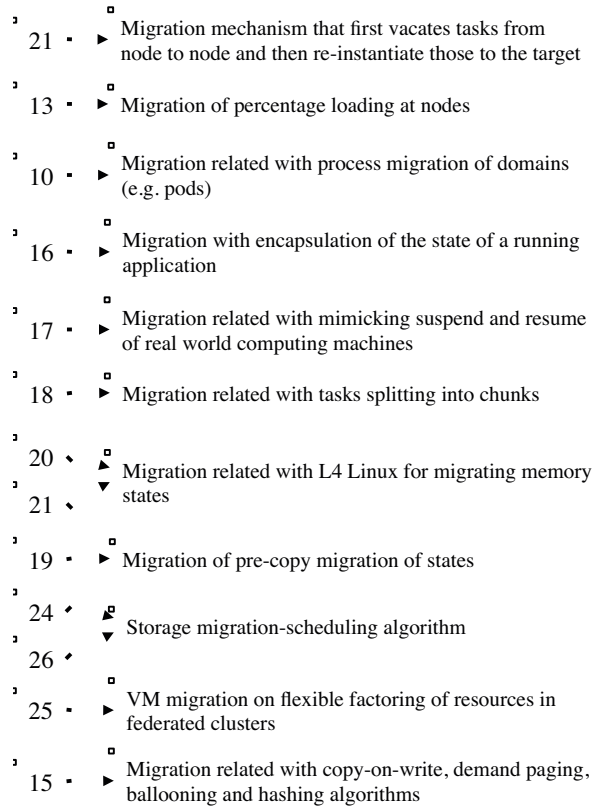 21 Migration mechanism that first vacates tasks from
node to node and then re-instantiate those to the target
13 Migration of percentage loading at nodes
10 Migration related with process migration of domains
(e.g. pods)
16 Migration with encapsulation of the state of a running
application
17 Migration related with mimicking suspend and resume
of real world computing machines
18 Migration related with tasks splitting into chunks
20
Migration related with L4 Linux for migrating memory
states
21
19 Migration of pre-copy migration of states
24
Storage migration-scheduling algorithm
26
25 VM migration on flexible factoring of resources in
federated clusters
15 Migration related with copy-on-write, demand paging,
ballooning and hashing algorithms